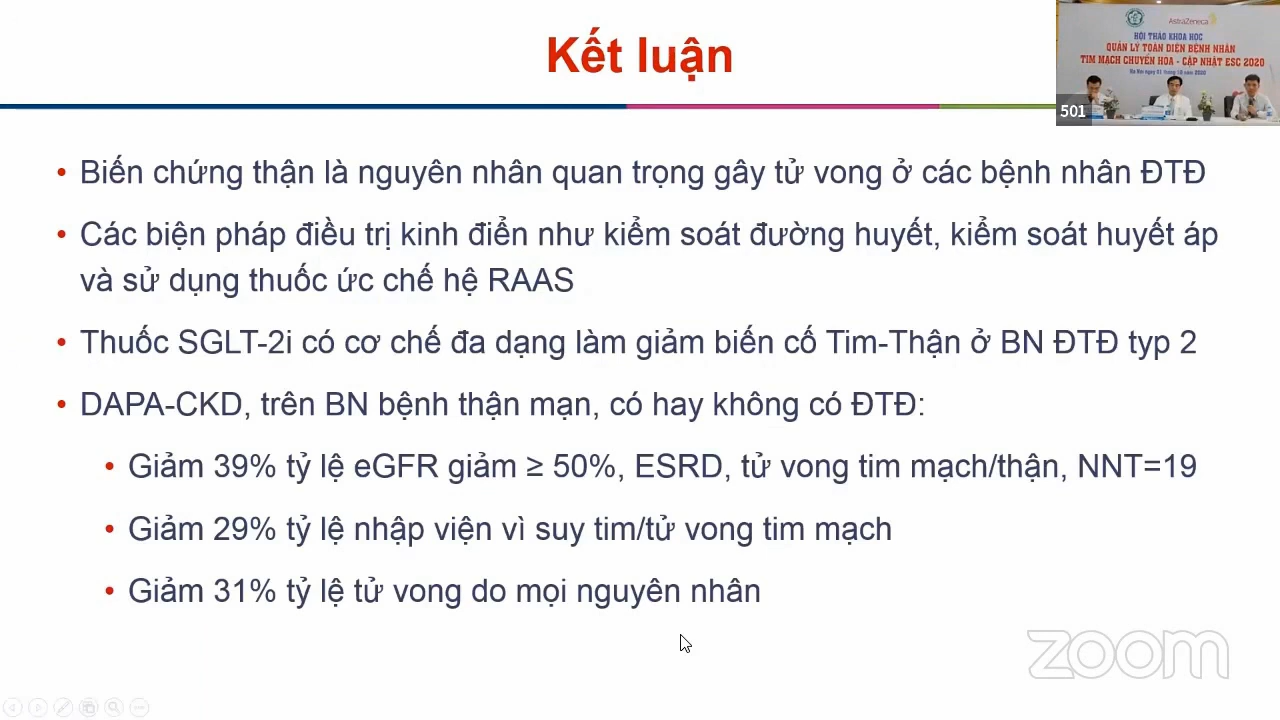 Kết luận
AstraZeneca
HỘI THẢO KHOA HỌC
QUẢN LÝ TOÀN DIỆN BỆNH NHÂN
TIM MẠCH CHUYỂN HÓA - CẬP NHẬT ESC 2020
501
• Biến chứng thận là nguyên nhân quan trọng gây tử vong ở các bệnh nhân ĐTĐ
• Các biện pháp điều trị kinh điển như kiểm soát đường huyết, kiểm soát huyết áp
và sử dụng thuốc ức chế hệ RAAS
• Thuốc SGLT-2i có cơ chế đa dạng làm giảm biến cố Tim-Thận ở BN ĐTĐ typ 2
• DAPA-CKD, trên BN bệnh thận mạn, có hay không có ĐTĐ:
• Giảm 39% tỷ lệ eGFR giảm ≥ 50%, ESRD, tử vong tim mạch/thận, NNT=19
• Giảm 29% tỷ lệ nhập viện vì suy tim/tử vong tim mạch
• Giảm 31% tỷ lệ tử vong do mọi nguyên nhân
zoom